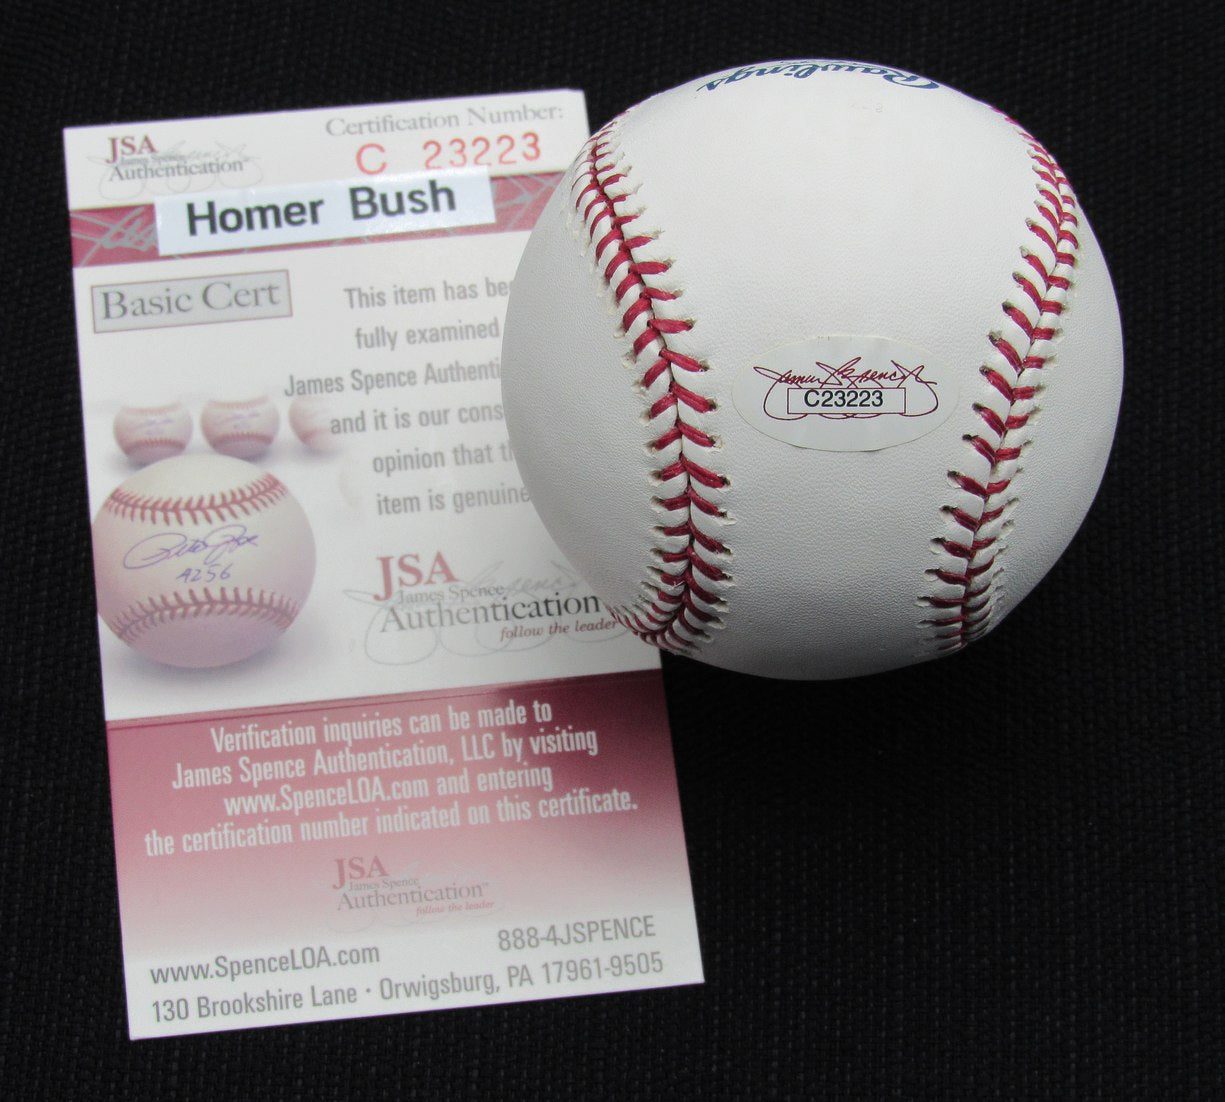 Certification Number:
C 23223
JSA
James Spence
Authentication™
Homer Bush
Basic Cert
This item has be
fully examined
James Spence Authenti
and it is our cons
opinion that t
item is genuine
4256
JSA
James Spence
Authentication
follow the leader
Verification inquiries can be made to
James Spence Authentication, LLC by visiting
www.SpenceLOA.com and entering
the certification number indicated on this certificate.
JSA
James Spence
Authentication™
follow the leader
888-4JSPENCE
www.SpenceLOA.com
130 Brookshire Lane • Orwigsburg, PA 17961-9505
Rawlings
James Spence
C23223